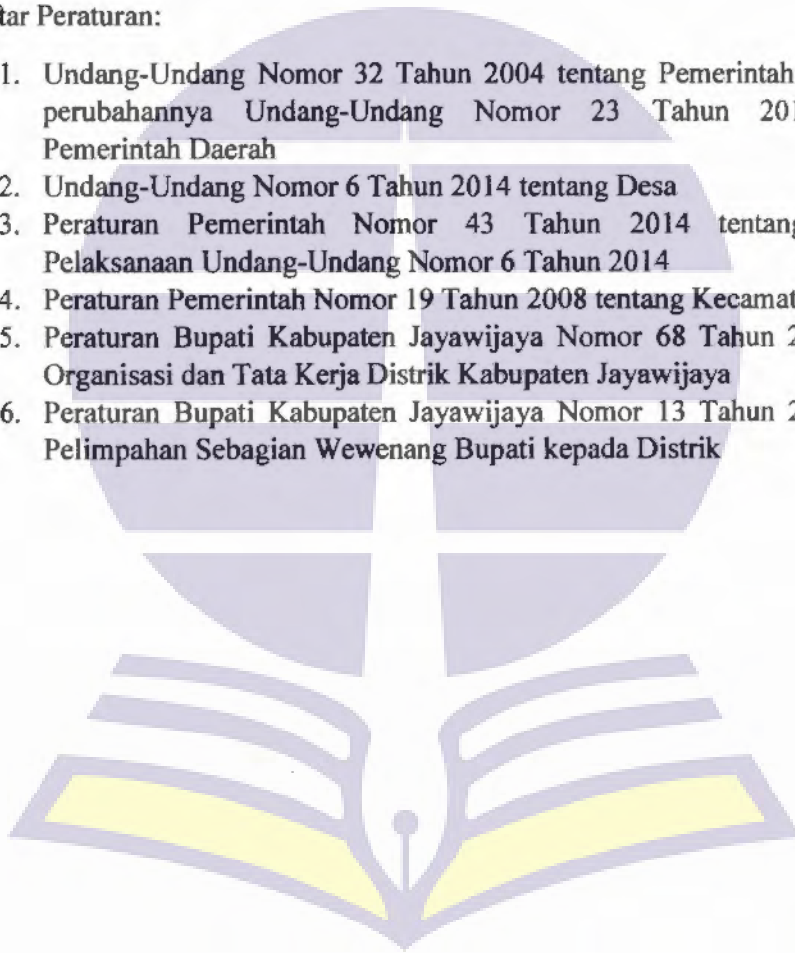 tar Peraturan:
1. Undang-Undang Nomor 32 Tahun 2004 tentang Pemerintah
perubahannya Undang-Undang Nomor 23 Tahun 201
Pemerintah Daerah
2. Undang-Undang Nomor 6 Tahun 2014 tentang Desa
3. Peraturan Pemerintah Nomor 43 Tahun 2014 tentang
Pelaksanaan Undang-Undang Nomor 6 Tahun 2014
4. Peraturan Pemerintah Nomor 19 Tahun 2008 tentang Kecamat
5. Peraturan Bupati Kabupaten Jayawijaya Nomor 68 Tahun 2
Organisasi dan Tata Kerja Distrik Kabupaten Jayawijaya
6. Peraturan Bupati Kabupaten Jayawijaya Nomor 13 Tahun 2
Pelimpahan Sebagian Wewenang Bupati kepada Distrik